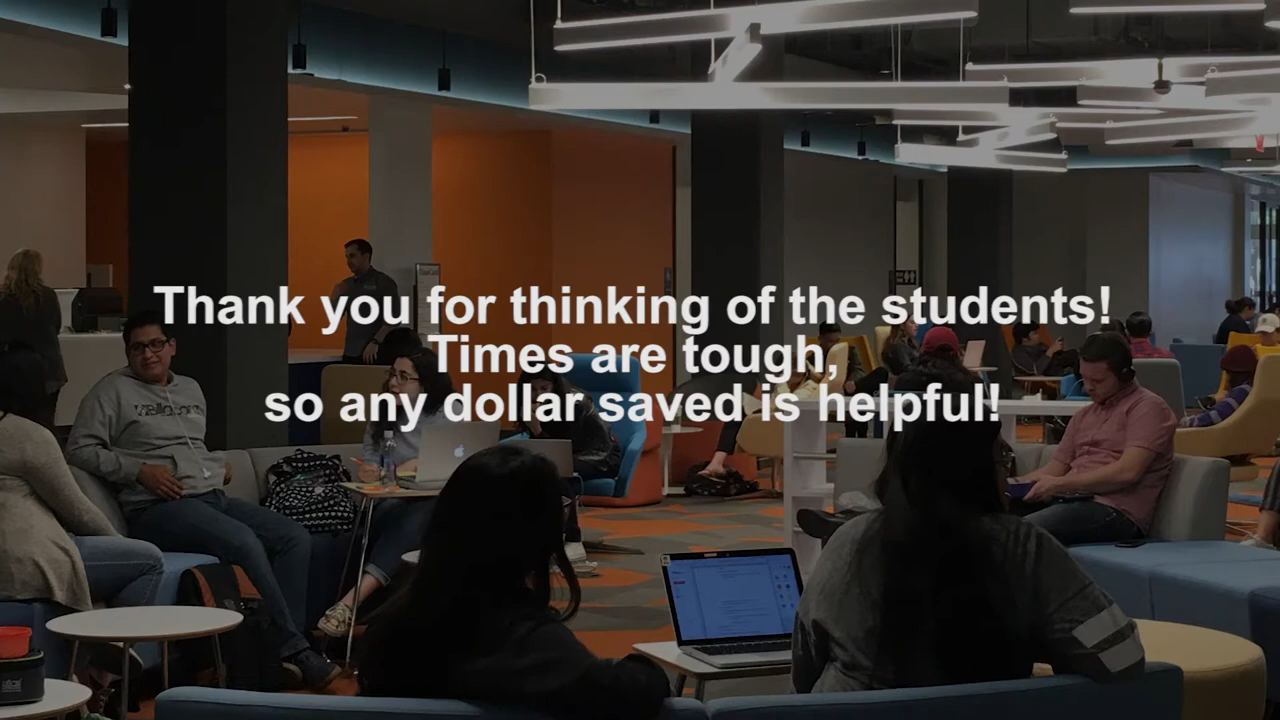 Thank you for thinking of the students!
Times are tough,
so any dollar saved is helpful!